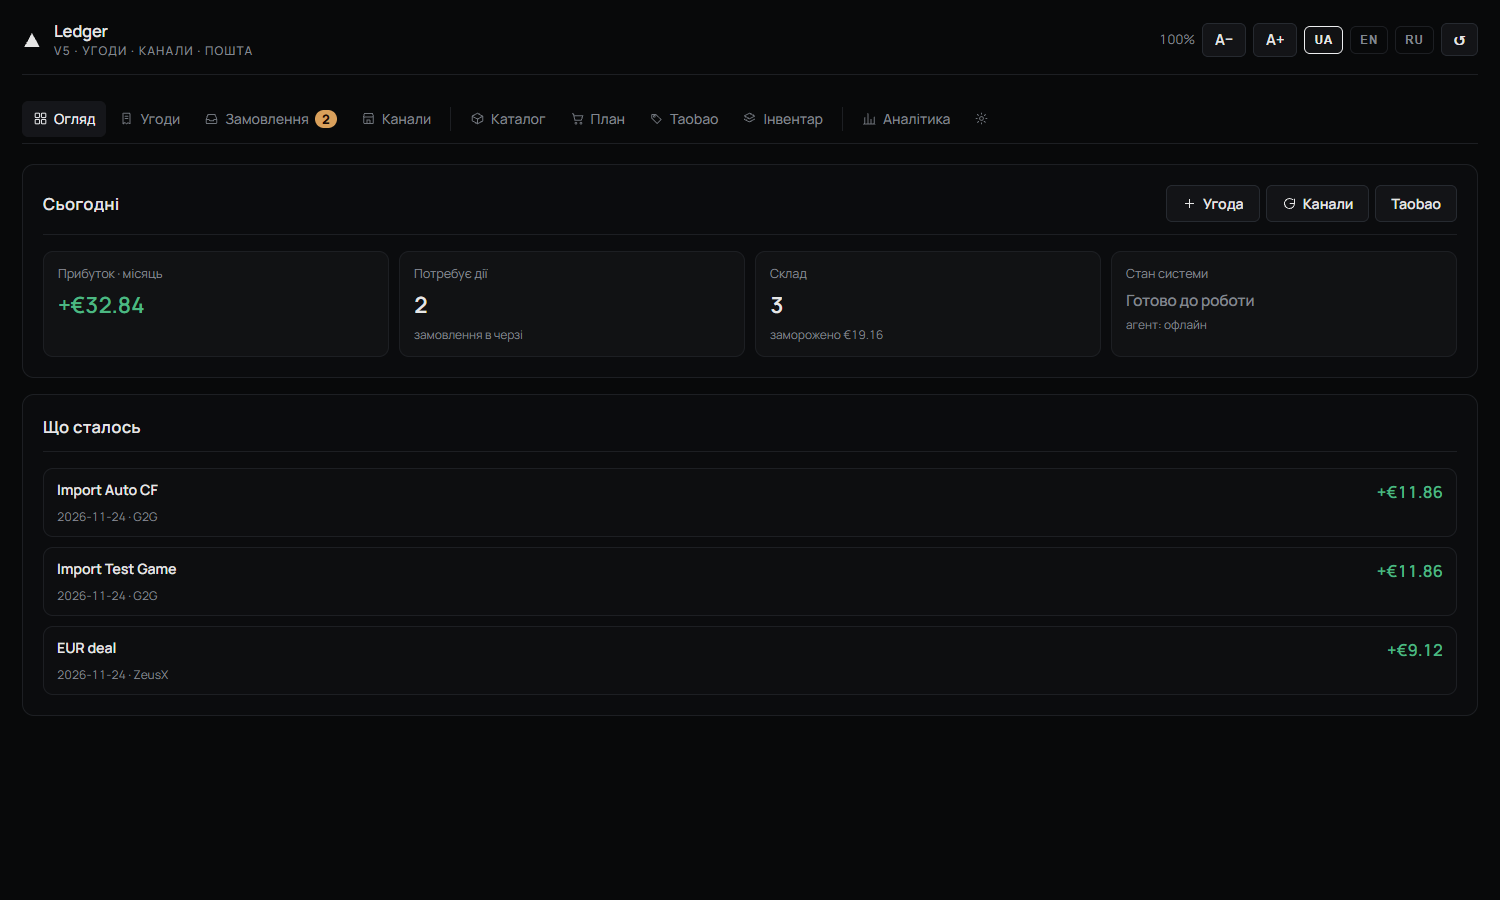 Ledger
V5 · УГОДИ · КАНАЛИ · ПОШТА
100% A− A+ UA EN RU ↺
Огляд Угоди Замовлення 2 Канали Каталог План Taobao Інвентар Аналітика
Сьогодні
+ Угода Канали Taobao
Прибуток · місяць
+€32.84
Потребує дії
2
замовлення в черзі
Склад
3
заморожено €19.16
Стан системи
Готово до роботи
агент: офлайн
Що сталось
Import Auto CF +€11.86
2026-11-24 · G2G
Import Test Game +€11.86
2026-11-24 · G2G
EUR deal +€9.12
2026-11-24 · ZeusX